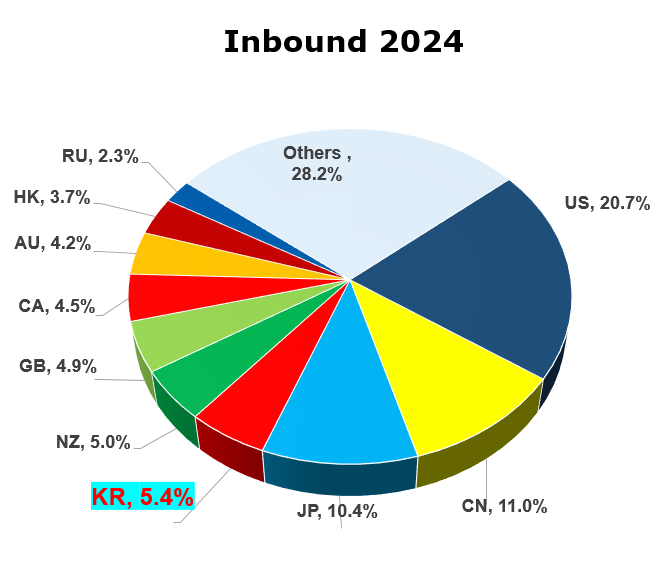 Inbound 2024
Others ,
28.2%
US, 20.7%
CN, 11.0%
JP, 10.4%
KR, 5.4%
NZ, 5.0%
GB, 4.9%
CA, 4.5%
AU, 4.2%
HK, 3.7%
RU, 2.3%